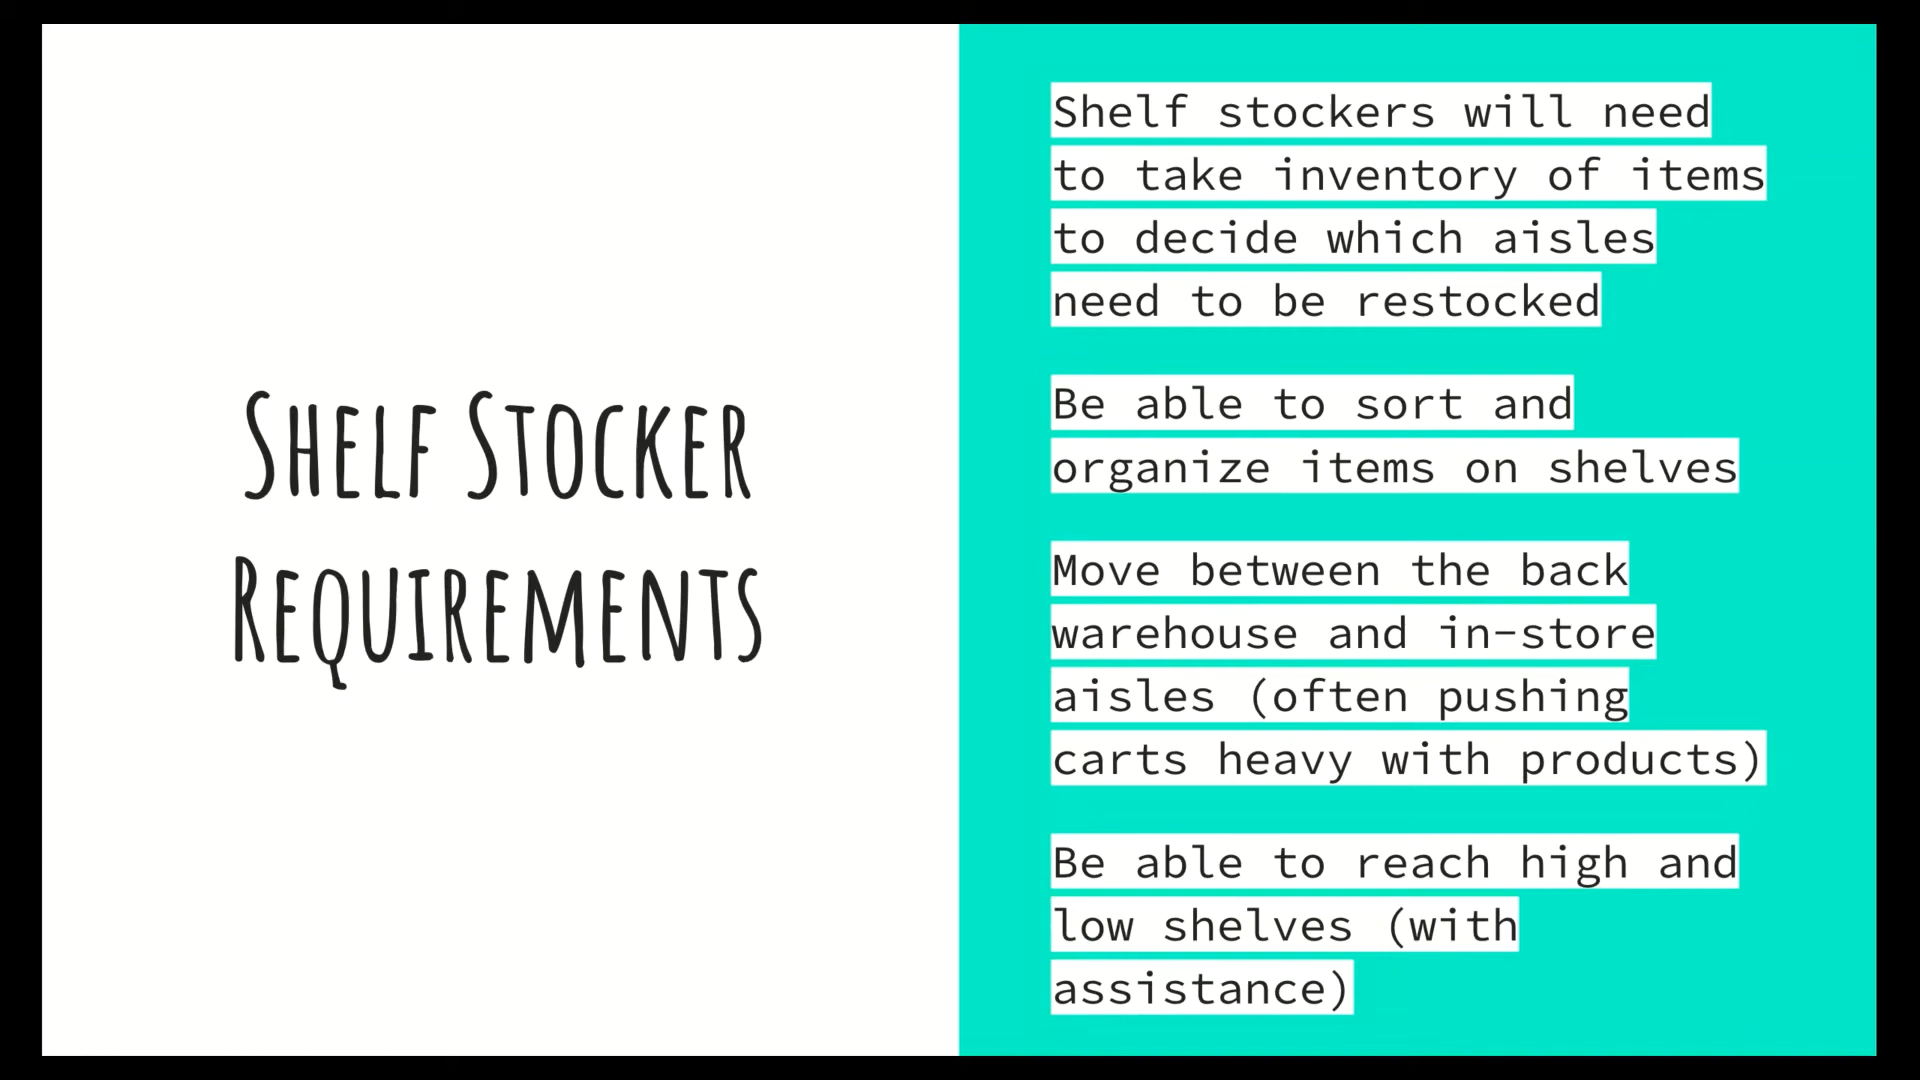 Shelf Stocker
Requirements
Shelf stockers will need
to take inventory of items
to decide which aisles
need to be restocked
Be able to sort and
organize items on shelves
Move between the back
warehouse and in-store
aisles (often pushing
carts heavy with products)
Be able to reach high and
low shelves (with
assistance)